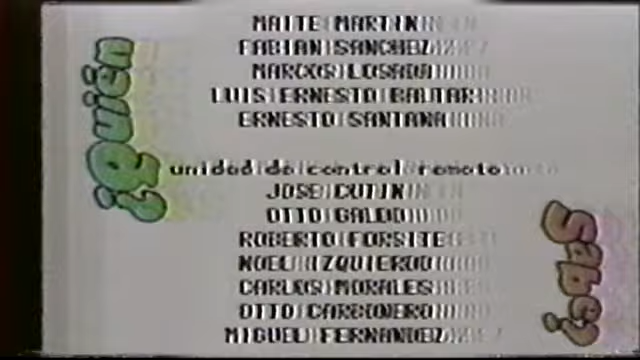 ¿Quién
Sabe?
MAITE MARTIN
FABIAN SANCHEZ
MARCOS LOSADA
LUIS ERNESTO BAUTA
ERNESTO SANTANA
unidad de control remoto
JOSE CUTIN
OTTO GALDO
ROBERTO FORSITE
NOEL IZQUIERDO
CARLOS MORALES
OTTO CARBONERO
MIGUEL FERNANDEZ